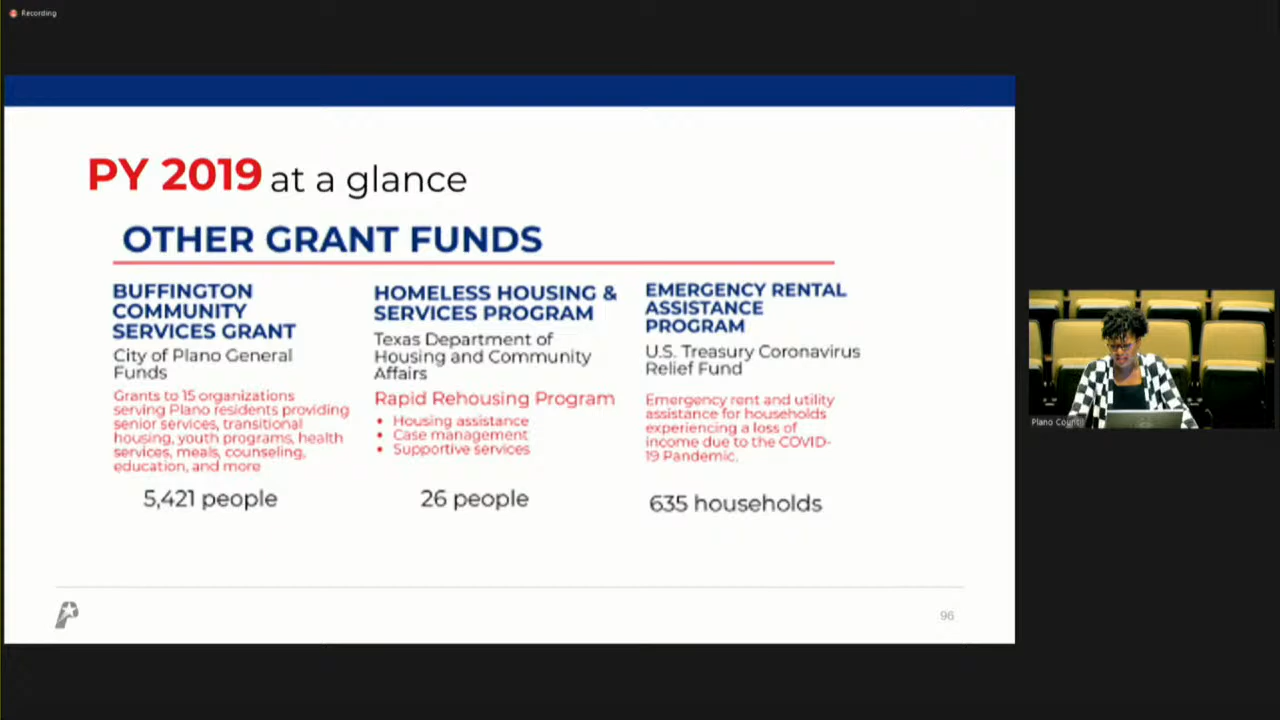 Recording
PY 2019 at a glance
OTHER GRANT FUNDS
BUFFINGTON
COMMUNITY
SERVICES GRANT
City of Plano General
Funds
Grants to 15 organizations
serving Plano residents providing
senior services, transitional
housing, youth programs, health
services, meals, counseling,
education, and more
5,421 people
HOMELESS HOUSING &
SERVICES PROGRAM
Texas Department of
Housing and Community
Affairs
Rapid Rehousing Program
• Housing assistance
• Case management
• Supportive services
26 people
EMERGENCY RENTAL
ASSISTANCE
PROGRAM
U.S. Treasury Coronavirus
Relief Fund
Emergency rent and utility
assistance for households
experiencing a loss of
income due to the COVID-
19 Pandemic.
635 households
96
Plano